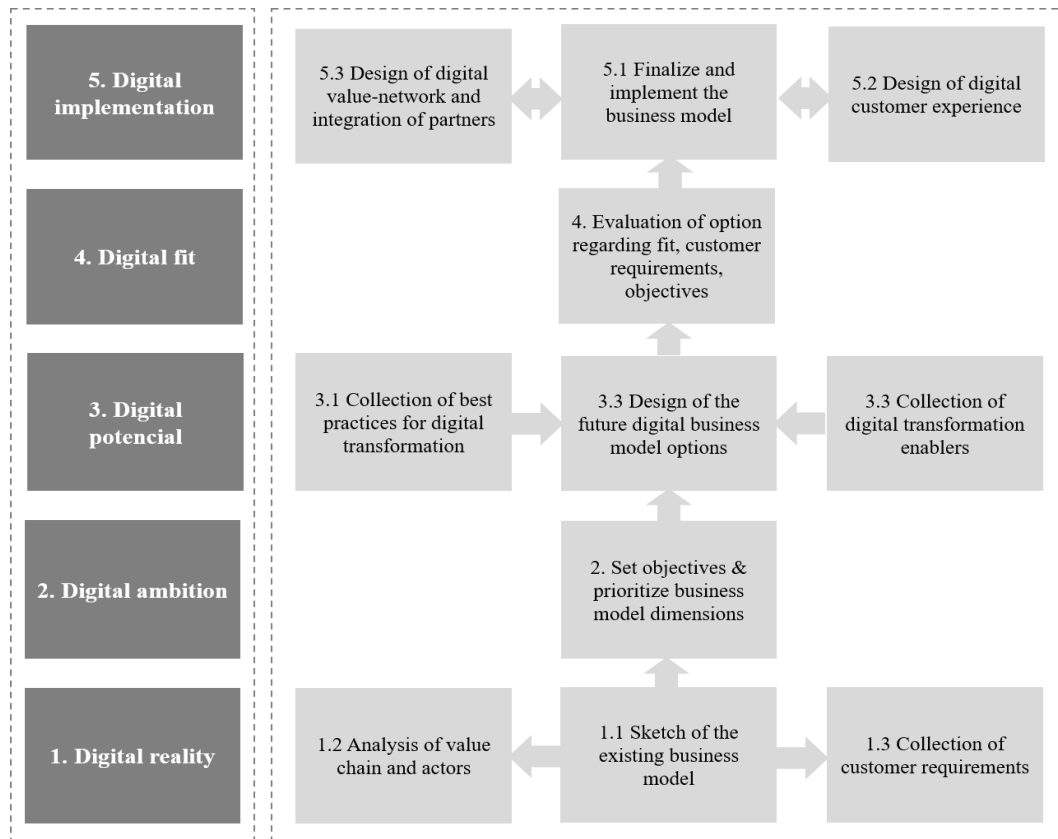 5. Digital
implementation
5.3 Design of digital
value-network and
integration of partners
5.1 Finalize and
implement the
business model
5.2 Design of digital
customer experience
4. Digital fit
4. Evaluation of option
regarding fit, customer
requirements,
objectives
3. Digital
potencial
3.1 Collection of best
practices for digital
transformation
3.3 Design of the
future digital business
model options
3.3 Collection of
digital transformation
enablers
2. Digital ambition
2. Set objectives &
prioritize business
model dimensions
1. Digital reality
1.2 Analysis of value
chain and actors
1.1 Sketch of the
existing business
model
1.3 Collection of
customer requirements